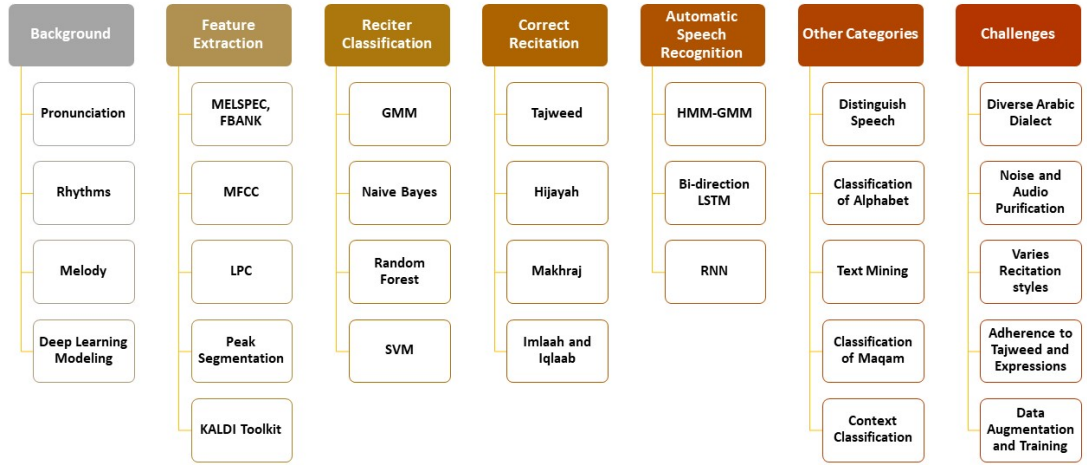 Background
Pronunciation
Rhythms
Melody
Deep Learning
Modeling
Feature
Extraction
MELSPEC,
FBANK
MFCC
LPC
Peak
Segmentation
KALDI Toolkit
Reciter
Classification
GMM
Naive Bayes
Random
Forest
SVM
Correct
Recitation
Tajweed
Hijayah
Makhraj
Imlaah and
Iqlaab
Automatic
Speech
Recognition
HMM-GMM
Bi-direction
LSTM
RNN
Other Categories
Distinguish
Speech
Classification
of Alphabet
Text Mining
Classification
of Maqam
Context
Classification
Challenges
Diverse Arabic
Dialect
Noise and
Audio
Purification
Varies
Recitation
styles
Adherence to
Tajweed and
Expressions
Data
Augmentation
and Training